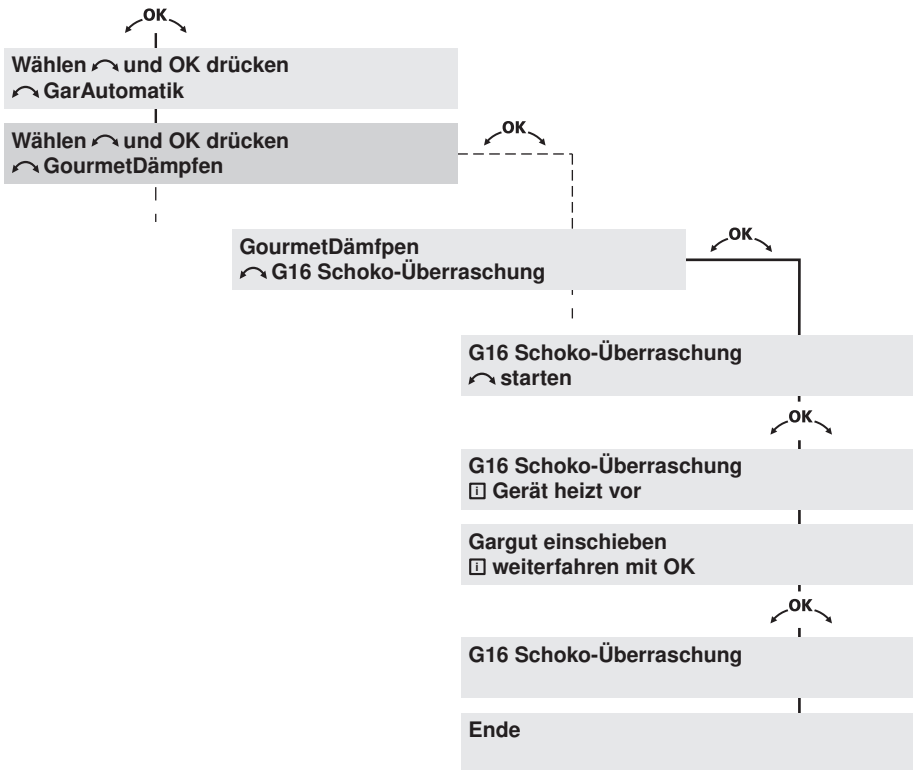 OK
Wählen und OK drücken
GarAutomatik
Wählen und OK drücken
GourmetDämpfen
OK
GourmetDämfpen
G16 Schoko-Überraschung
OK
G16 Schoko-Überraschung
starten
OK
G16 Schoko-Überraschung
i Gerät heizt vor
Gargut einschieben
i weiterfahren mit OK
OK
G16 Schoko-Überraschung
Ende